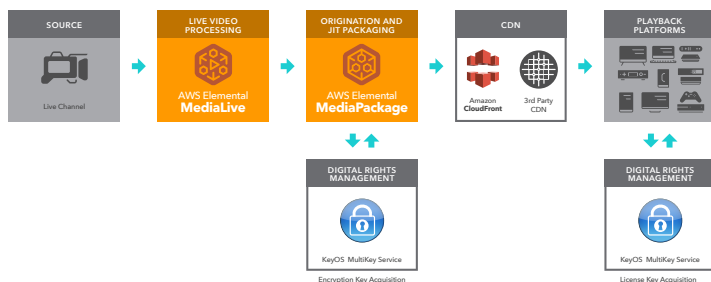 SOURCE
Live Channel
LIVE VIDEO
PROCESSING
AWS Elemental
MediaLive
ORIGINATION AND
JIT PACKAGING
AWS Elemental
MediaPackage
CDN
Amazon
CloudFront
3rd Party
CDN
PLAYBACK
PLATFORMS
DIGITAL RIGHTS
MANAGEMENT
KeyOS MultiKey Service
Encryption Key Acquisition
DIGITAL RIGHTS
MANAGEMENT
KeyOS MultiKey Service
License Key Acquisition